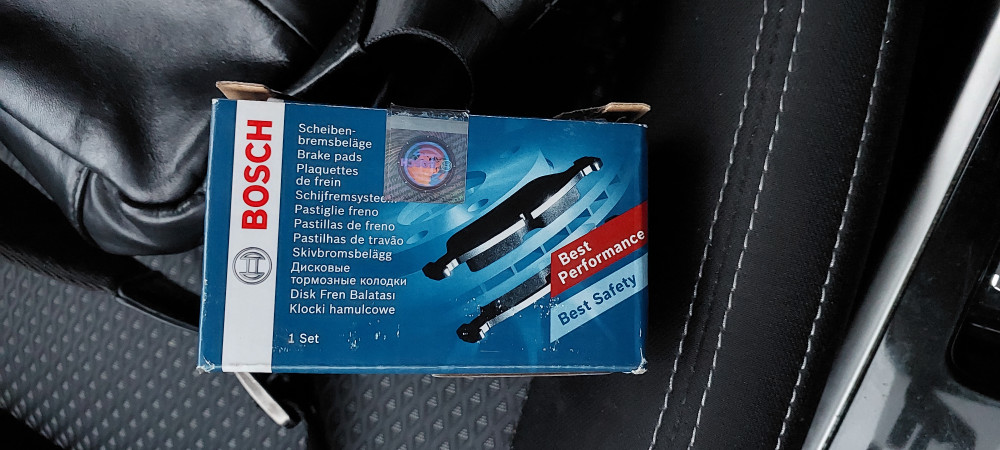 BOSCH
Scheiben-
bremsbeläge
Brake pads
Plaquettes
de frein
Pastiglie freno
Pastillas de freno
Pastilhas de travão
Skivbromsbelägg
Дисковые
тормозные колодки
Disk Fren Balatası
Klocki hamulcowe
1 Set
Best
Performance
Best Safety